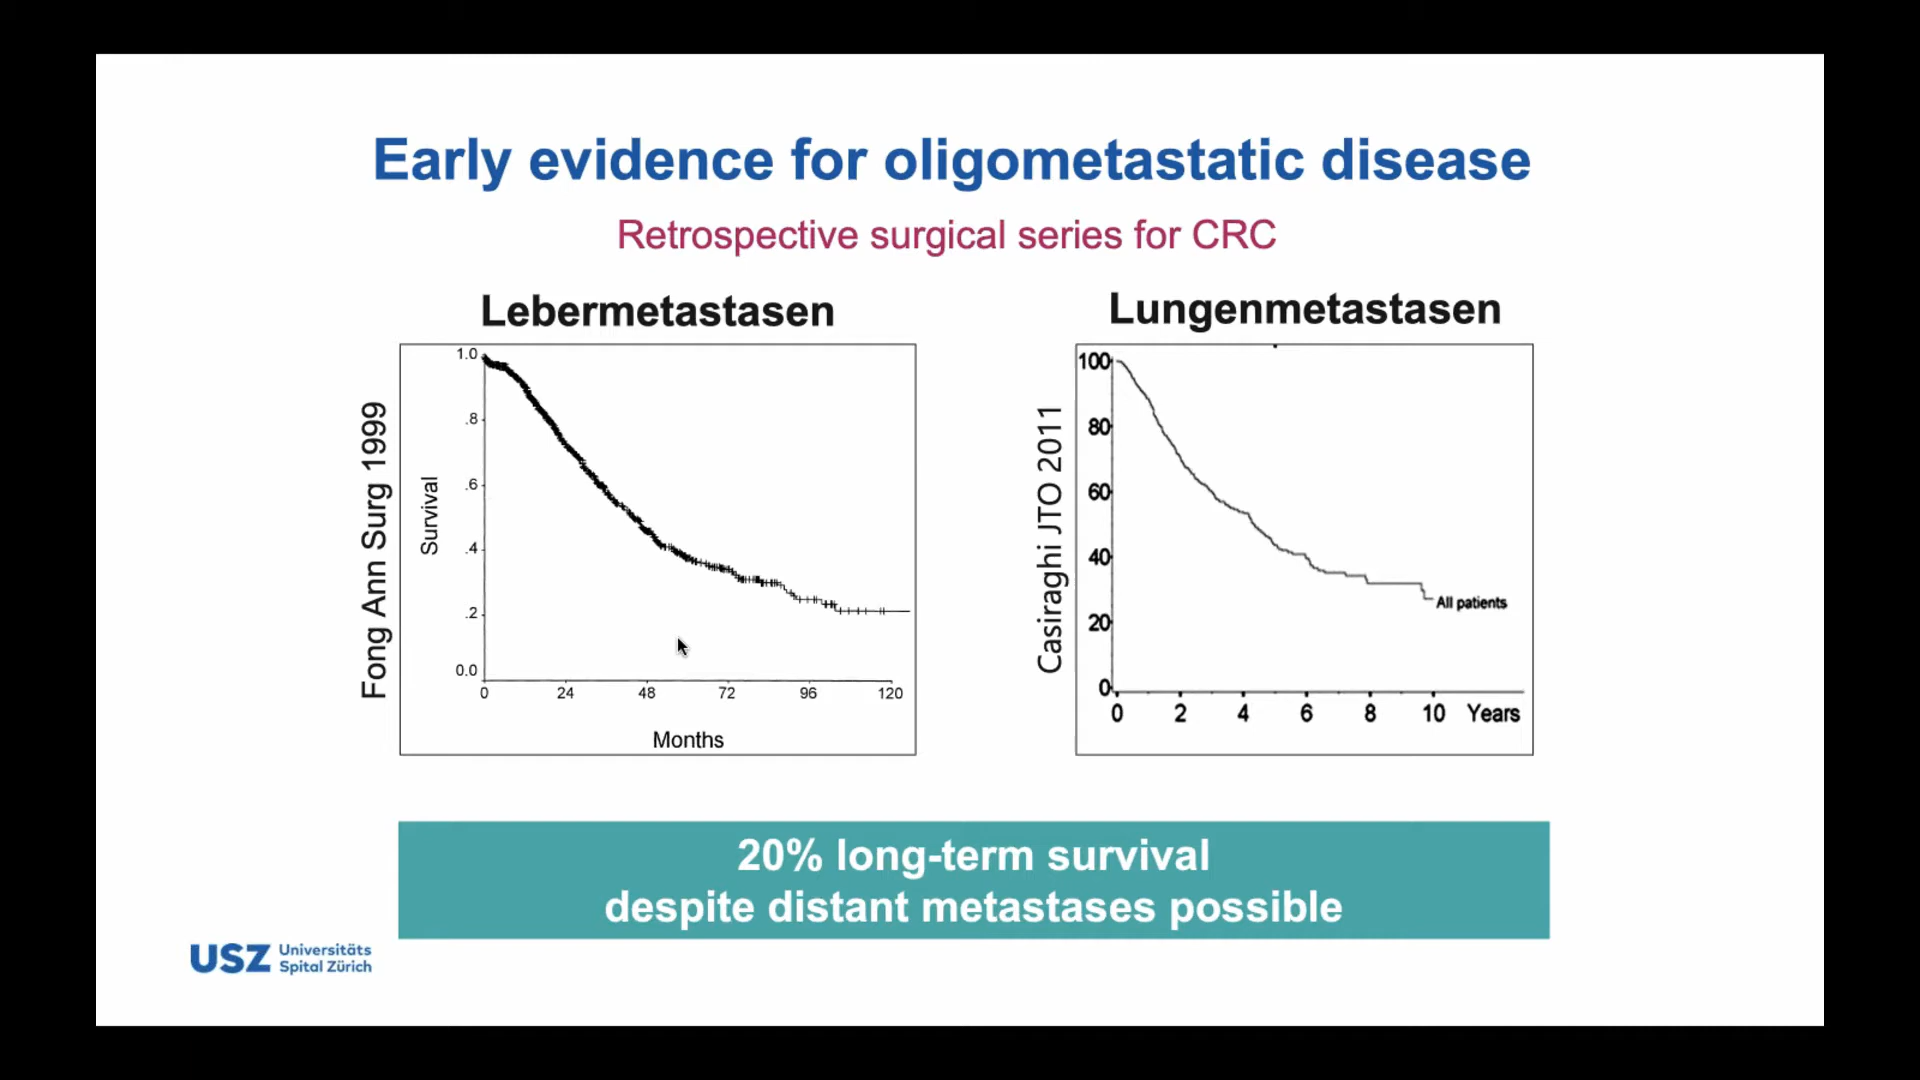 Early evidence for oligometastatic disease
Retrospective surgical series for CRC
Lebermetastasen
Fong Ann Surg 1999
Survival
1.0
.8
.6
.4
.2
0.0
0 24 48 72 96 120
Months
Lungenmetastasen
Casiraghi JTO 2011
100
80
60
40
20
0
All patients
0 2 4 6 8 10 Years
20% long-term survival
despite distant metastases possible
USZ Universitäts
Spital Zürich